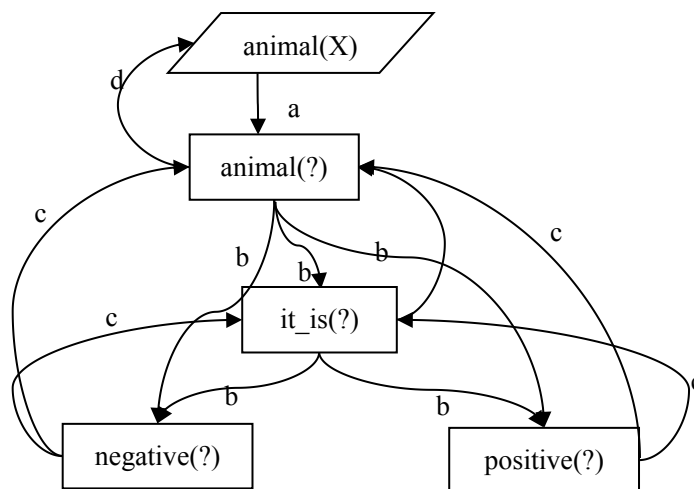 animal(X)
d
a
animal(?)
c
c
b
b
b
it_is(?)
c
b
b
negative(?)
positive(?)